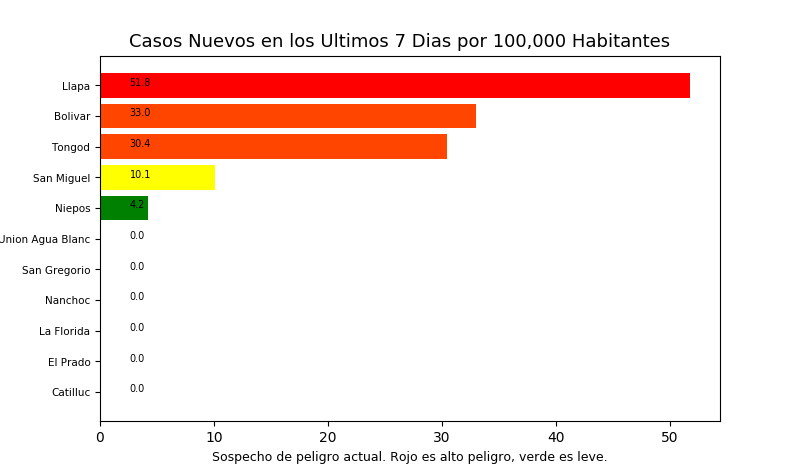 Casos Nuevos en los Ultimos 7 Dias por 100,000 Habitantes
Llapa 51.8
Bolivar 33.0
Tongod 30.4
San Miguel 10.1
Niepos 4.2
Union Agua Blanc 0.0
San Gregorio 0.0
Nanchoc 0.0
La Florida 0.0
El Prado 0.0
Catilluc 0.0
0 10 20 30 40 50
Sospecho de peligro actual. Rojo es alto peligro, verde es leve.